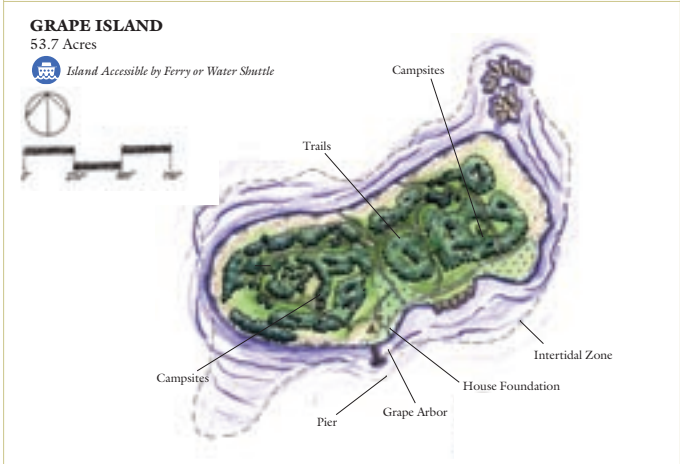 GRAPE ISLAND
53.7 Acres
Island Accessible by Ferry or Water Shuttle
Campsites
Trails
Intertidal Zone
Campsites
House Foundation
Grape Arbor
Pier